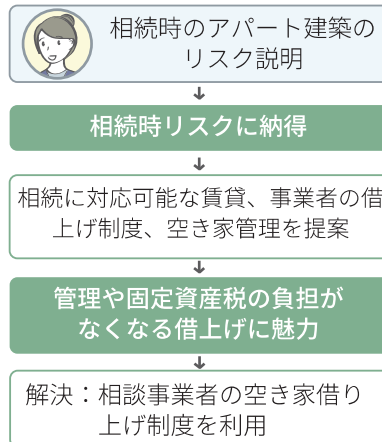 相続時のアパート建築の
リスク説明
相続時リスクに納得
相続に対応可能な賃貸、事業者の借
上げ制度、空き家管理を提案
管理や固定資産税の負担が
なくなる借上げに魅力
解決：相談事業者の空き家借り
上げ制度を利用